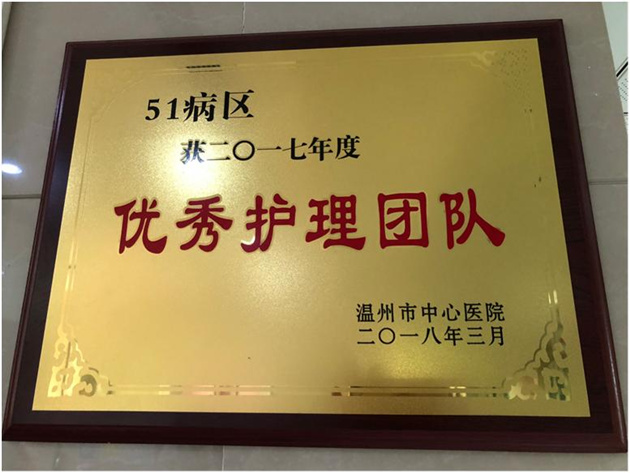 51病区
获二〇一七年度
优秀护理团队
温州市中心医院
二〇一八年三月